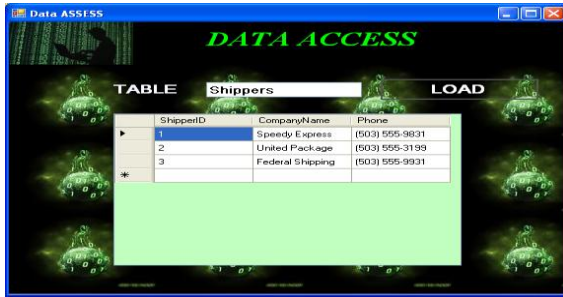 Data ASSESS
DATA ACCESS
TABLE Shippers LOAD
ShipperID CompanyName Phone
1 Speedy Express (503) 555-9831
2 United Package (503) 555-3199
3 Federal Shipping (503) 555-9931